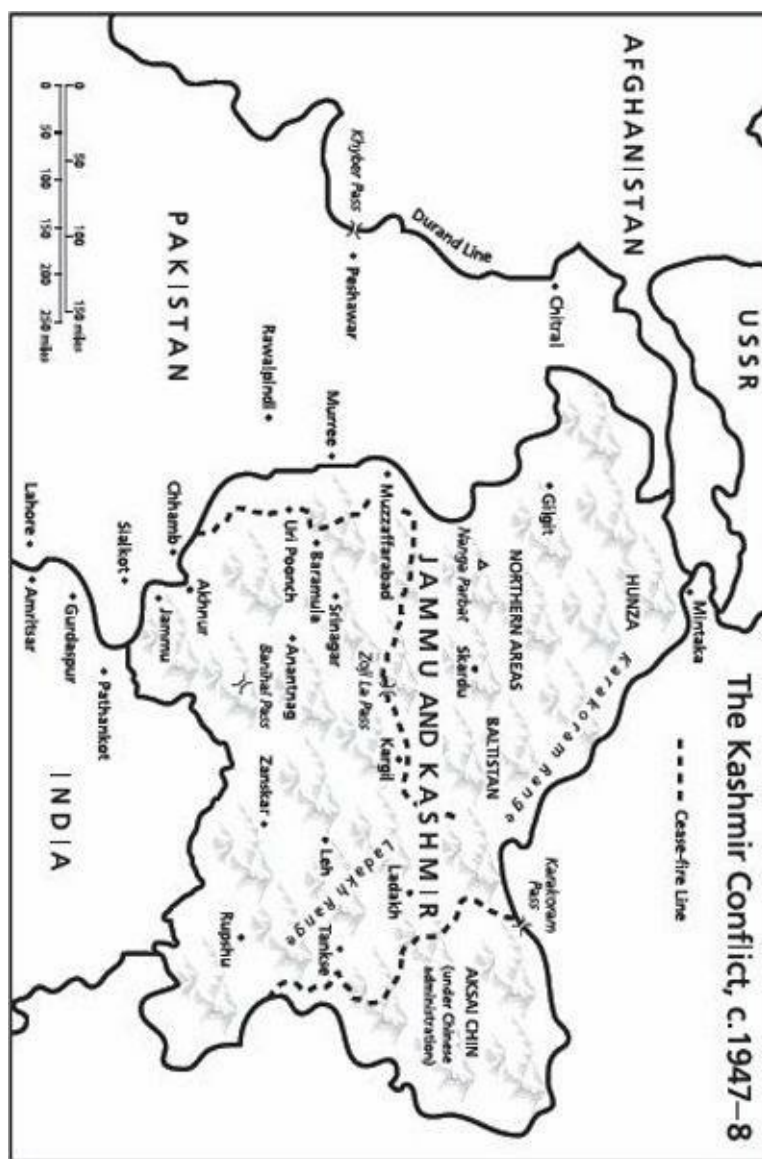 The Kashmir Conflict, c.1947–8
Cease-fire Line
USSR
AFGHANISTAN
Mintaka
HUNZA
Karakoram Range
Karakoram
Pass
Chitral
Gilgit
NORTHERN AREAS
BALTISTAN
AKSAI CHIN
(under Chinese
administration)
Durand Line
Nanga Parbat
Skardu
JAMMU AND KASHMIR
Khyber Pass
Peshawar
Muzzaffarabad
Zoji La Pass
Kargil
Ladakh
Murree
Baramula
Srinagar
Leh
Ladakh Range
Tankse
Rawalpindi
Uri Poonch
Anantnag
Banihal Pass
Zanskar
Rupshu
PAKISTAN
Chhamb
Akhnur
Jammu
Sialkot
Pathankot
Gurdaspur
INDIA
Lahore
Amritsar
0 50 100 150 miles
0 50 100 150 200 250 miles